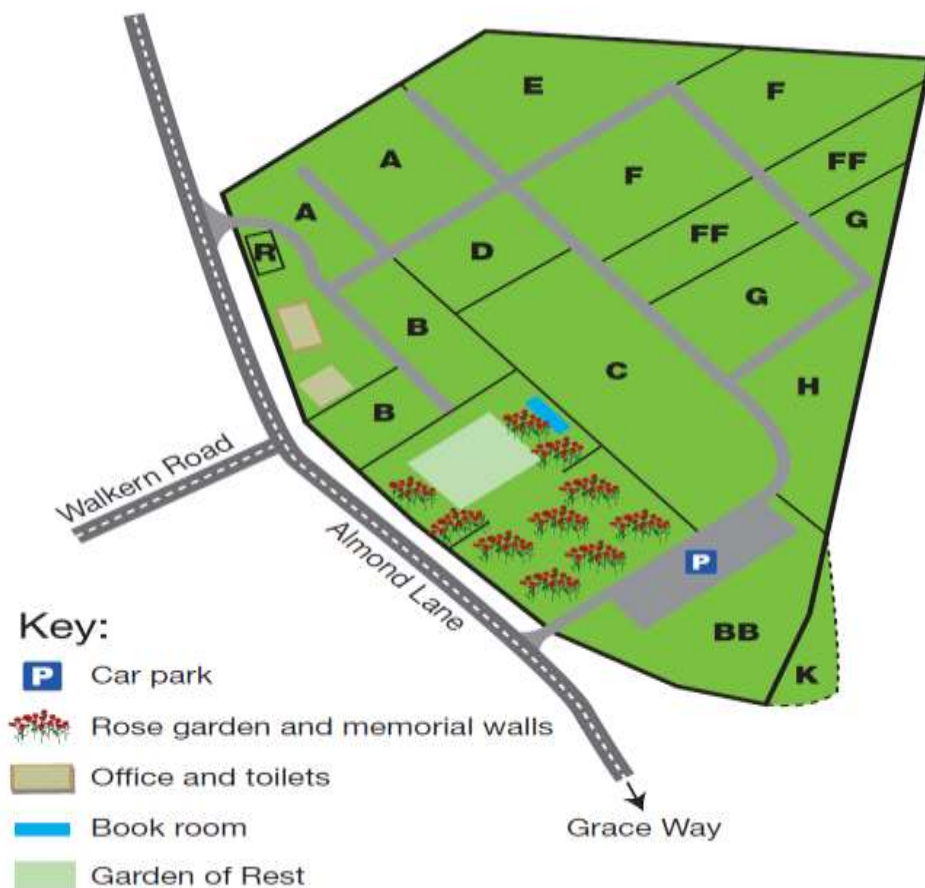 E
F
A
F
FF
A
G
FF
R
D
G
B
C
H
B
Walkern Road
Almond Lane
P
BB
K
Key:
P Car park
Rose garden and memorial walls
Office and toilets
Book room
Garden of Rest
Grace Way